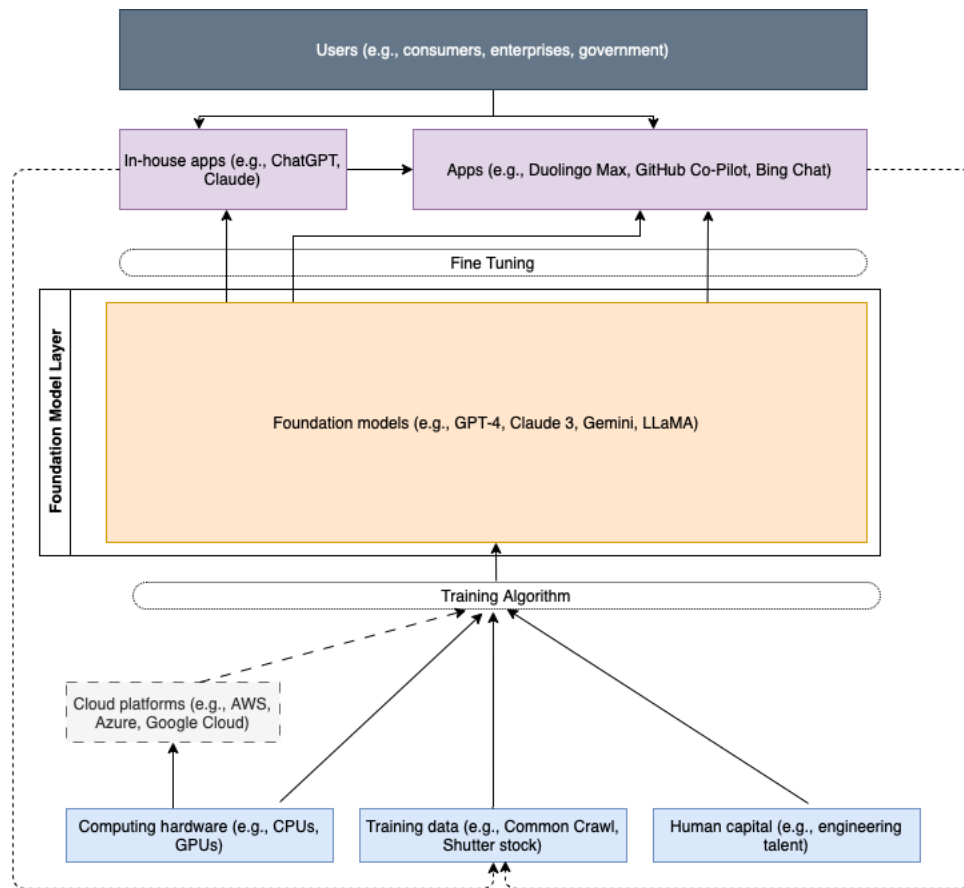 Users (e.g., consumers, enterprises, government)
In-house apps (e.g., ChatGPT,
Claude)
Apps (e.g., Duolingo Max, GitHub Co-Pilot, Bing Chat)
Fine Tuning
Foundation Model Layer
Foundation models (e.g., GPT-4, Claude 3, Gemini, LLaMA)
Training Algorithm
Cloud platforms (e.g., AWS,
Azure, Google Cloud)
Computing hardware (e.g., CPUs,
GPUs)
Training data (e.g., Common Crawl,
Shutter stock)
Human capital (e.g., engineering
talent)